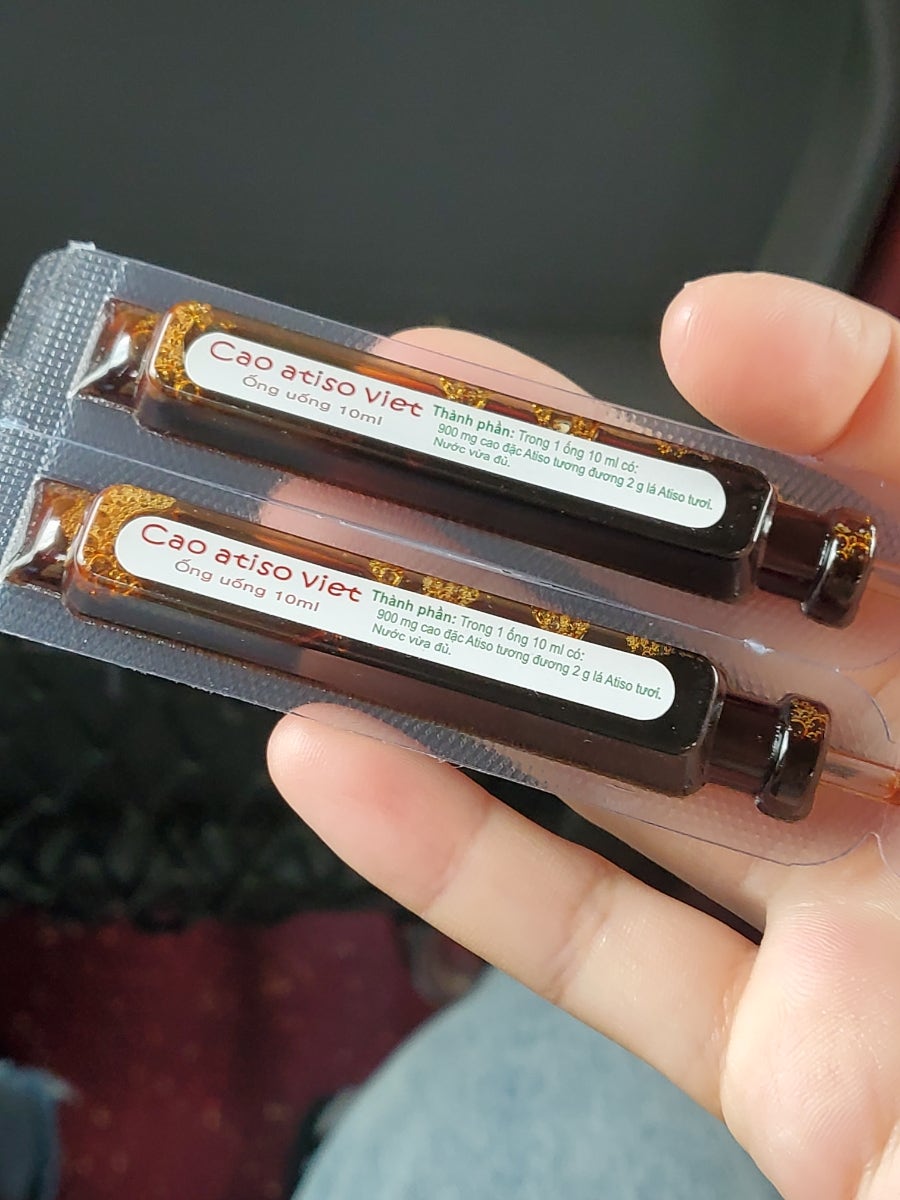 Cao atiso Viet
Ống uống 10ml
Thành phần: Trong 1 ống 10 ml có:
900 mg cao đặc Atiso tương đương 2 g lá Atiso tươi.
Nước vừa đủ.
Cao atiso Viet
Ống uống 10ml
Thành phần: Trong 1 ống 10 ml có:
900 mg cao đặc Atiso tương đương 2 g lá Atiso tươi.
Nước vừa đủ.